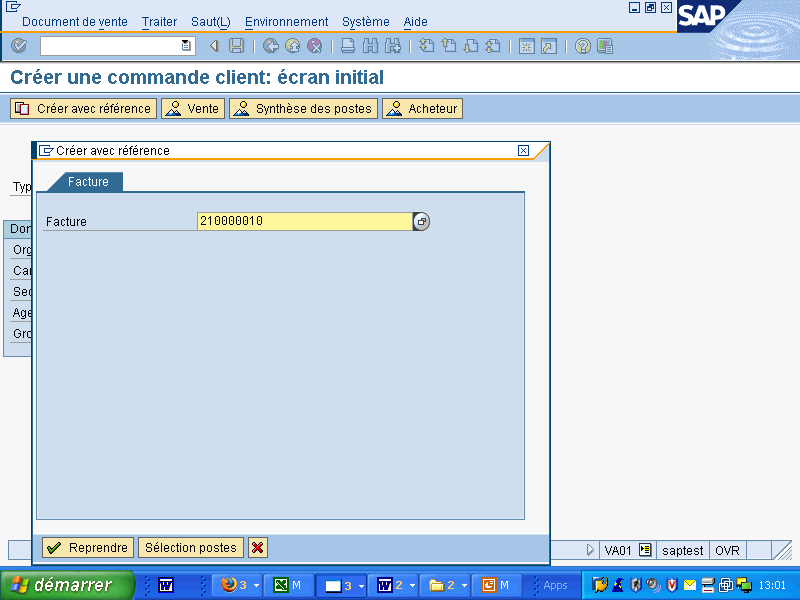 Document de vente Traiter Saut(L) Environnement Système Aide
SAP
Créer une commande client: écran initial
Créer avec référence Vente Synthèse des postes Acheteur
Créer avec référence
Facture
Typ
Facture 210000010
Don
Org
Can
Sec
Age
Gro
Reprendre Sélection postes
VA01 saptest OVR
démarrer 3 M 3 2 2 M Apps 13:01